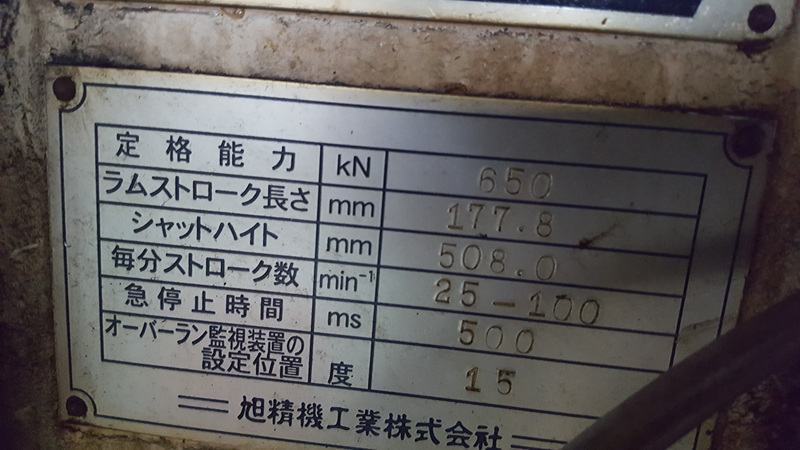 定格能力 kN 650
ラムストローク長さ mm 177.8
シャットハイト mm 508.0
毎分ストローク数 min⁻¹ 25-100
急停止時間 ms 500
オーバーラン監視装置の
設定位置 度 15
旭精機工業株式会社